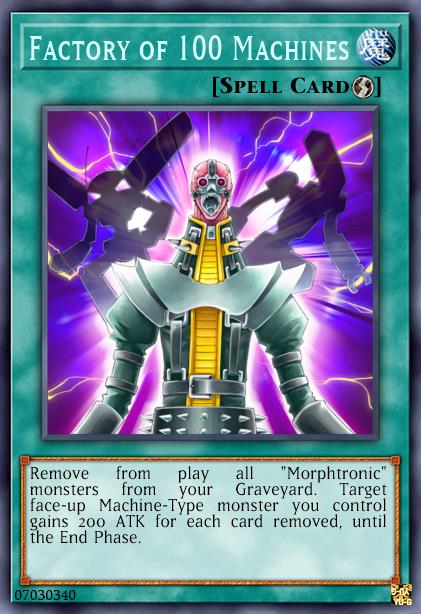 Factory of 100 Machines
[Spell Card]
Remove from play all "Morphtronic"
monsters from your Graveyard. Target
face-up Machine-Type monster you control
gains 200 ATK for each card removed, until
the End Phase.
07030340